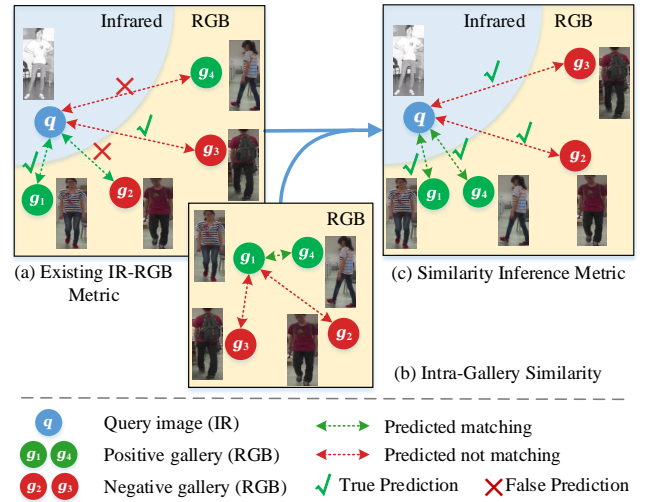 Infrared RGB
g4
q
g3
g1
g2
(a) Existing IR-RGB
Metric
RGB
g1
g4
g3
g2
(b) Intra-Gallery Similarity
Infrared RGB
g3
q
g2
g1
g4
(c) Similarity Inference Metric
q Query image (IR)
g1 g4 Positive gallery (RGB)
g2 g3 Negative gallery (RGB)
Predicted matching
Predicted not matching
True Prediction False Prediction